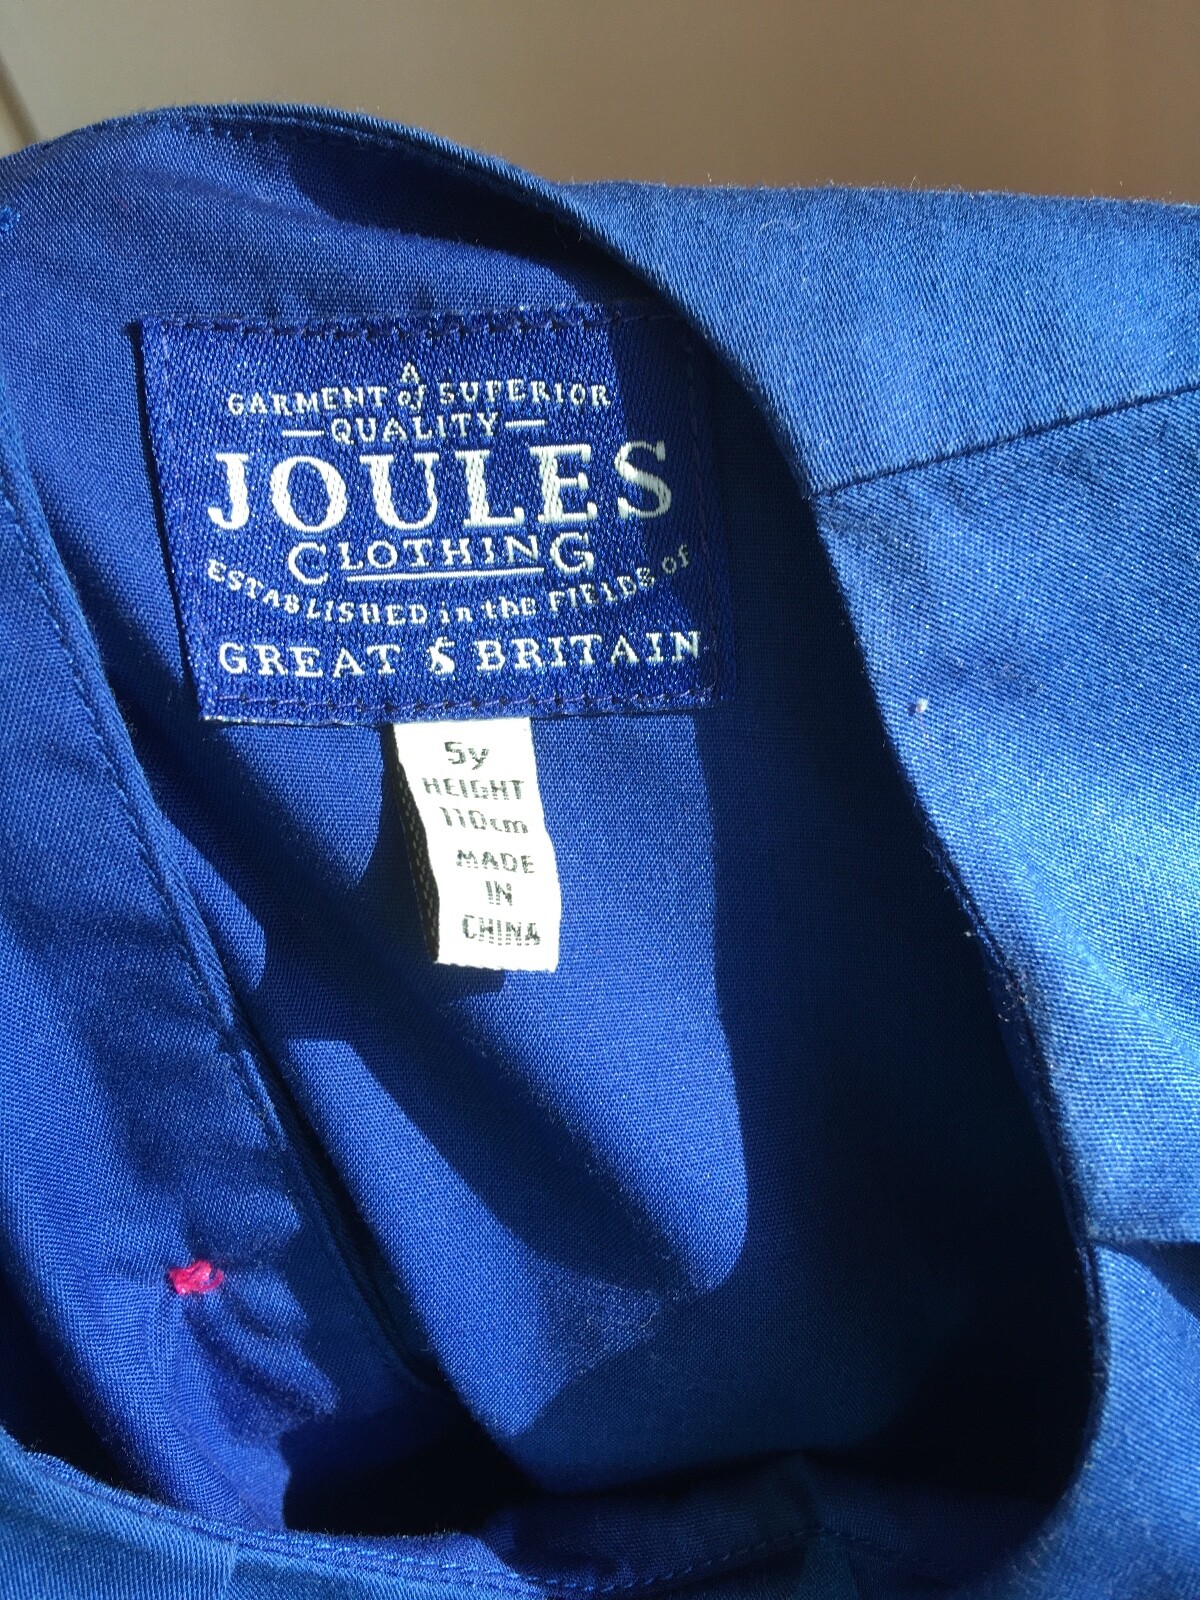 A
GARMENT of SUPERIOR
QUALITY
JOULES
CLOTHING
ESTABLISHED in the FIELDS of
GREAT & BRITAIN
5y
HEIGHT
110cm
MADE
IN
CHINA